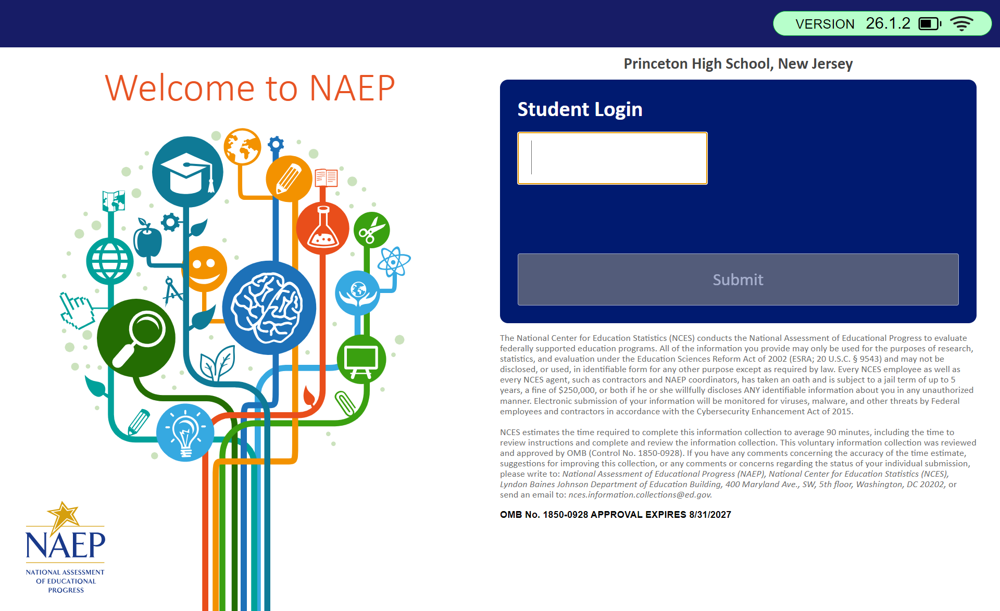 VERSION 26.1.2
Princeton High School, New Jersey
Welcome to NAEP
Student Login
Submit
The National Center for Education Statistics (NCES) conducts the National Assessment of Educational Progress to evaluate
federally supported education programs. All of the information you provide may only be used for the purposes of research,
statistics, and evaluation under the Education Sciences Reform Act of 2002 (ESRA; 20 U.S.C. § 9543) and may not be
disclosed, or used, in identifiable form for any other purpose except as required by law. Every NCES employee as well as
every NCES agent, such as contractors and NAEP coordinators, has taken an oath and is subject to a jail term of up to 5
years, a fine of $250,000, or both if he or she willfully discloses ANY identifiable information about you in any unauthorized
manner. Electronic submission of your information will be monitored for viruses, malware, and other threats by Federal
employees and contractors in accordance with the Cybersecurity Enhancement Act of 2015.
NCES estimates the time required to complete this information collection to average 90 minutes, including the time to
review instructions and complete and review the information collection. This voluntary information collection was reviewed
and approved by OMB (Control No. 1850-0928). If you have any comments concerning the accuracy of the time estimate,
suggestions for improving this collection, or any comments or concerns regarding the status of your individual submission,
please write to: National Assessment of Educational Progress (NAEP), National Center for Education Statistics (NCES),
Lyndon Baines Johnson Department of Education Building, 400 Maryland Ave., SW, 5th floor, Washington, DC 20202, or
send an email to: nces.information.collections@ed.gov.
OMB No. 1850-0928 APPROVAL EXPIRES 8/31/2027
NAEP
NATIONAL ASSESSMENT
OF EDUCATIONAL
PROGRESS